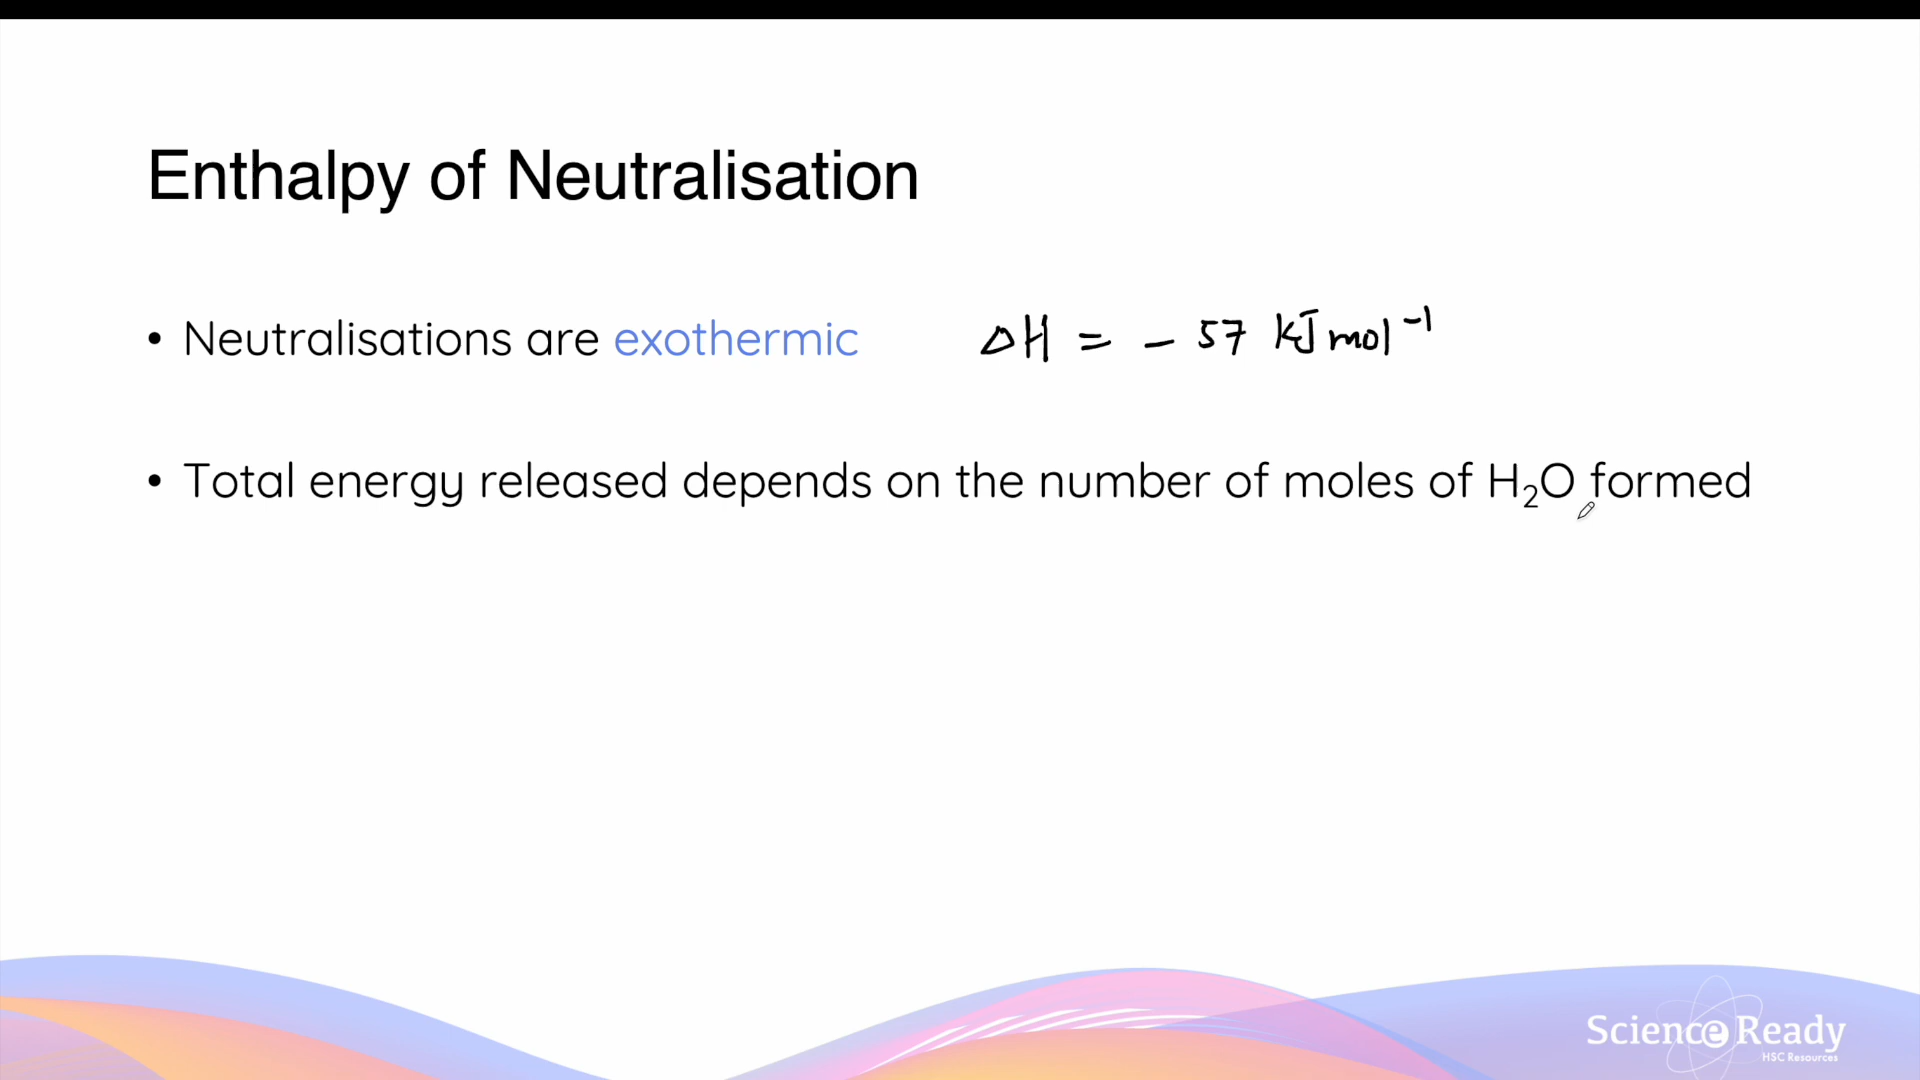 Enthalpy of Neutralisation
• Neutralisations are exothermic ΔH = - 57 kJ mol⁻¹
• Total energy released depends on the number of moles of H₂O formed
Science Ready
HSC Resources